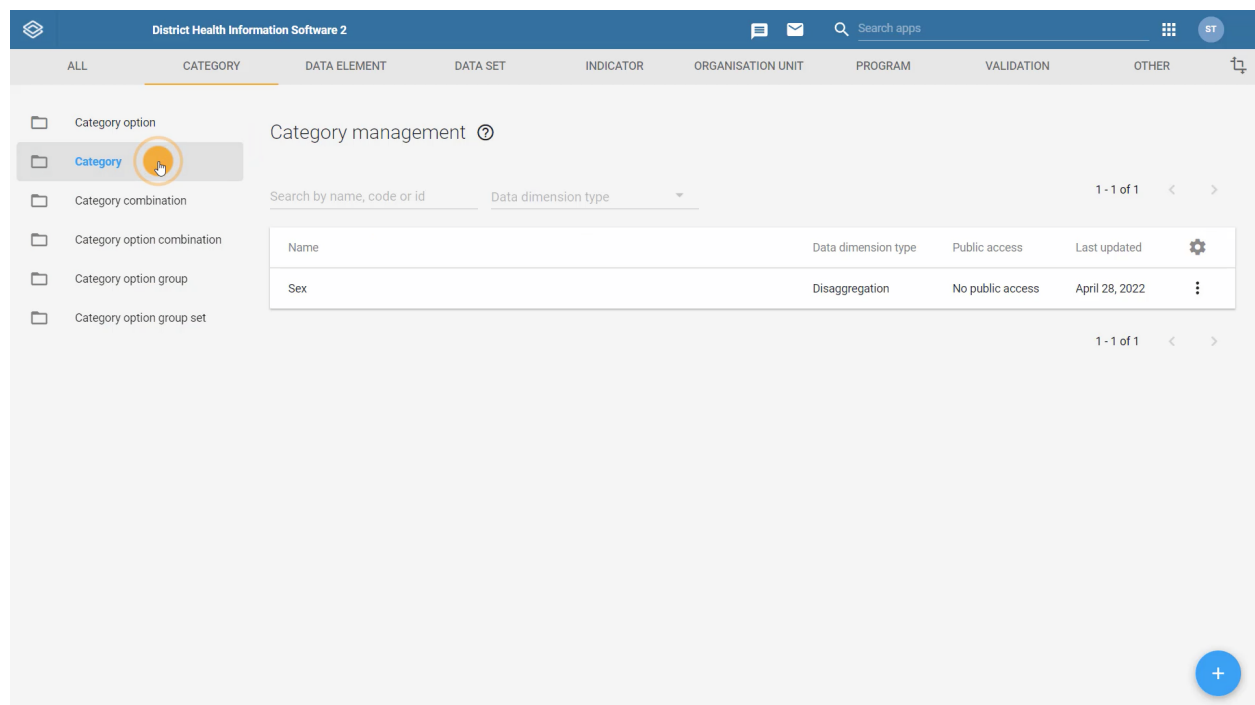 District Health Information Software 2
Search apps
ST
ALL CATEGORY DATA ELEMENT DATA SET INDICATOR ORGANISATION UNIT PROGRAM VALIDATION OTHER
Category option
Category
Category combination
Category option combination
Category option group
Category option group set
Category management
Search by name, code or id Data dimension type 1 - 1 of 1
Name Data dimension type Public access Last updated
Sex Disaggregation No public access April 28, 2022
1 - 1 of 1